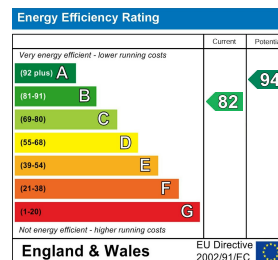 Energy Efficiency Rating
Current
Very energy efficient - lower running costs
(92 plus) A
94
(81-91) B
82
(69-80) C
(55-68) D
(39-54) E
(21-38) F
(1-20) G
Not energy efficient - higher running costs
England & Wales
EU Directive
2002/91/EC